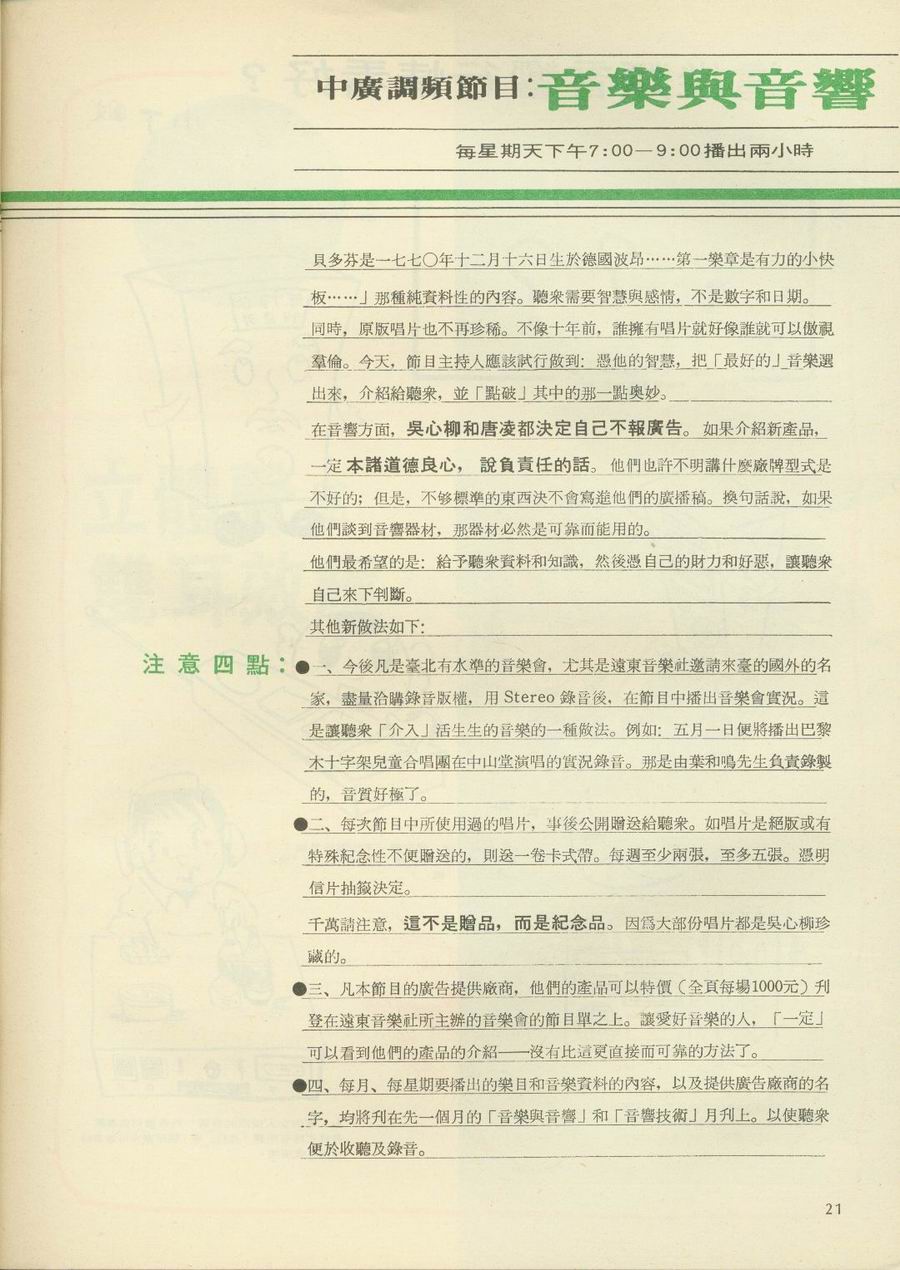 中廣調頻節目:音樂與音響
每星期天下午7:00—9:00播出兩小時
貝多芬是一七七〇年十二月十六日生於德國波昂……第一樂章是有力的小快
板……」那種純資料性的內容。聽衆需要智慧與感情，不是數字和日期。
同時，原版唱片也不再珍稀。不像十年前，誰擁有唱片就好像誰就可以傲視
羣倫。今天，節目主持人應該試行做到：憑他的智慧，把「最好的」音樂選
出來，介紹給聽衆，並「點破」其中的那一點奧妙。
在音響方面，吳心柳和唐凌都決定自己不報廣告。如果介紹新產品，
一定本諸道德良心，說負責任的話。他們也許不明講什麽廠牌型式是
不好的；但是，不够標準的東西決不會寫進他們的廣播稿。換句話說，如果
他們談到音響器材，那器材必然是可靠而能用的。
他們最希望的是：給予聽衆資料和知識，然後憑自己的財力和好惡，讓聽衆
自己來下判斷。
其他新做法如下:
注意四點:●一、今後凡是臺北有水準的音樂會，尤其是遠東音樂社邀請來臺的國外的名
家，盡量洽購錄音版權，用 Stereo 錄音後，在節目中播出音樂會實況。這
是讓聽衆「介入」活生生的音樂的一種做法。例如：五月一日便將播出巴黎
木十字架兒童合唱團在中山堂演唱的實況錄音。那是由葉和鳴先生負責錄製
的，音質好極了。
●二、每次節目中所使用過的唱片，事後公開贈送給聽衆。如唱片是絕版或有
特殊紀念性不便贈送的，則送一卷卡式帶。每週至少兩張，至多五張。憑明
信片抽籤決定。
千萬請注意，這不是贈品，而是紀念品。因爲大部份唱片都是吳心柳珍
藏的。
●三、凡本節目的廣告提供廠商，他們的產品可以特價（全頁每場1000元）刋
登在遠東音樂社所主辦的音樂會的節目單之上。讓愛好音樂的人，「一定」
可以看到他們的產品的介紹——沒有比這更直接而可靠的方法了。
●四、每月、每星期要播出的樂目和音樂資料的內容，以及提供廣告廠商的名
字，均將刋在先一個月的「音樂與音響」和「音響技術」月刋上。以使聽衆
便於收聽及錄音。
21